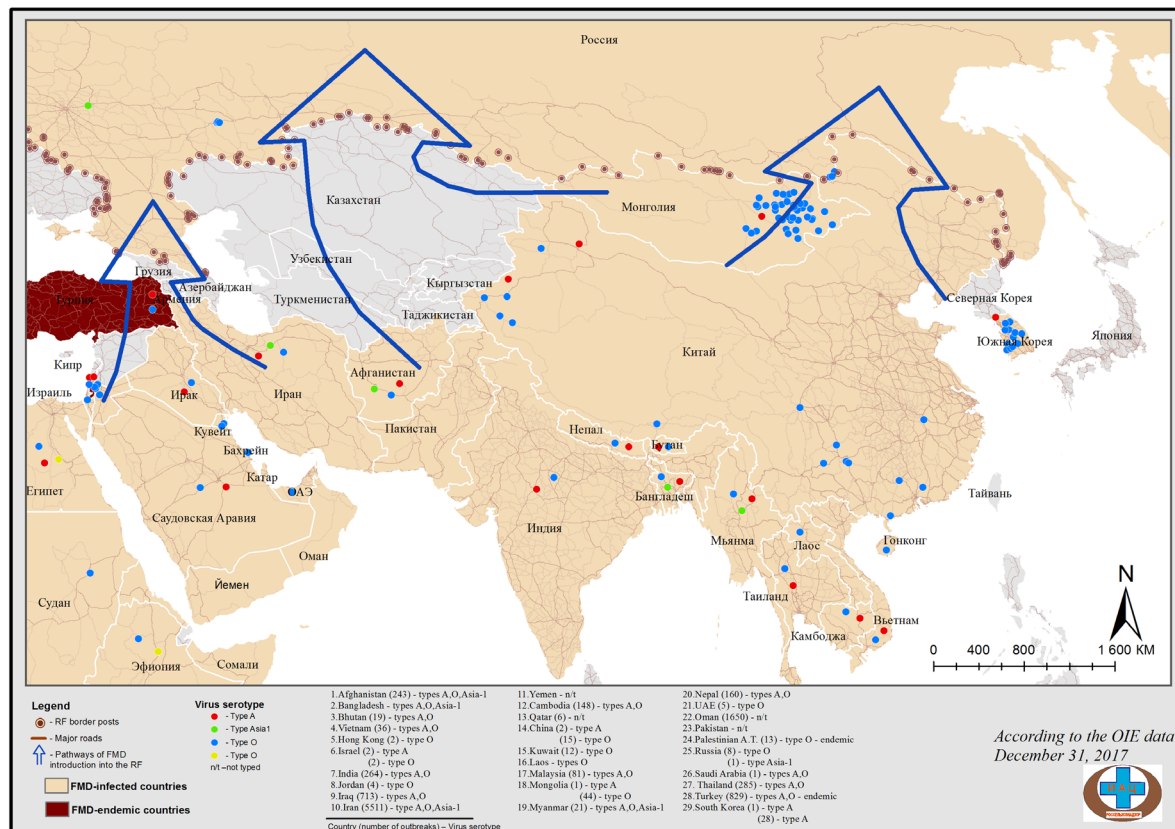 Россия
Казахстан
Монголия
Узбекистан
Грузия
Азербайджан
Армения
Турция
Туркменистан
Кыргызстан
Таджикистан
Северная Корея
Южная Корея
Япония
Китай
Кипр
Израиль
Ирак
Иран
Афганистан
Пакистан
Непал
Бутан
Кувейт
Бахрейн
Катар
ОАЭ
Египет
Саудовская Аравия
Оман
Йемен
Индия
Бангладеш
Мьянма
Лаос
Гонконг
Тайвань
Судан
Эфиопия
Сомали
Таиланд
Камбоджа
Вьетнам
N
0 400 800 1 600 KM
Legend
- RF border posts
- Major roads
- Pathways of FMD
introduction into the RF
FMD-infected countries
FMD-endemic countries
Virus serotype
- Type A
- Type Asia1
- Type O
- Type O
n/t –not typed
1.Afghanistan (243) - types A,O,Asia-1
2.Bangladesh - types A,O,Asia-1
3.Bhutan (19) - types A,O
4.Vietnam (36) - types A,O
5.Hong Kong (2) - type O
6.Israel (2) - type A
(2) - type O
7.India (264) - types A,O
8.Jordan (4) - type O
9.Iraq (713) - types A,O
10.Iran (5511) - type A,O,Asia-1
Country (number of outbreaks) – Virus serotype
11.Yemen - n/t
12.Cambodia (148) - types A,O
13.Qatar (6) - n/t
14.China (2) - type A
(15) - type O
15.Kuwait (12) - type O
16.Laos - type O
17.Malaysia (81) - types A,O
18.Mongolia (1) - type A
(44) - type O
19.Myanmar (21) - types A,O,Asia-1
20.Nepal (160) - types A,O
21.UAE (5) - type O
22.Oman (1650) - n/t
23.Pakistan - n/t
24.Palestinian A.T. (13) - type O - endemic
25.Russia (8) - type O
(1) - type Asia-1
26.Saudi Arabia (1) - types A,O
27. Thailand (285) - types A,O
28.Turkey (829) - types A,O - endemic
29.South Korea (1) - type A
(28) - type A
According to the OIE data
December 31, 2017